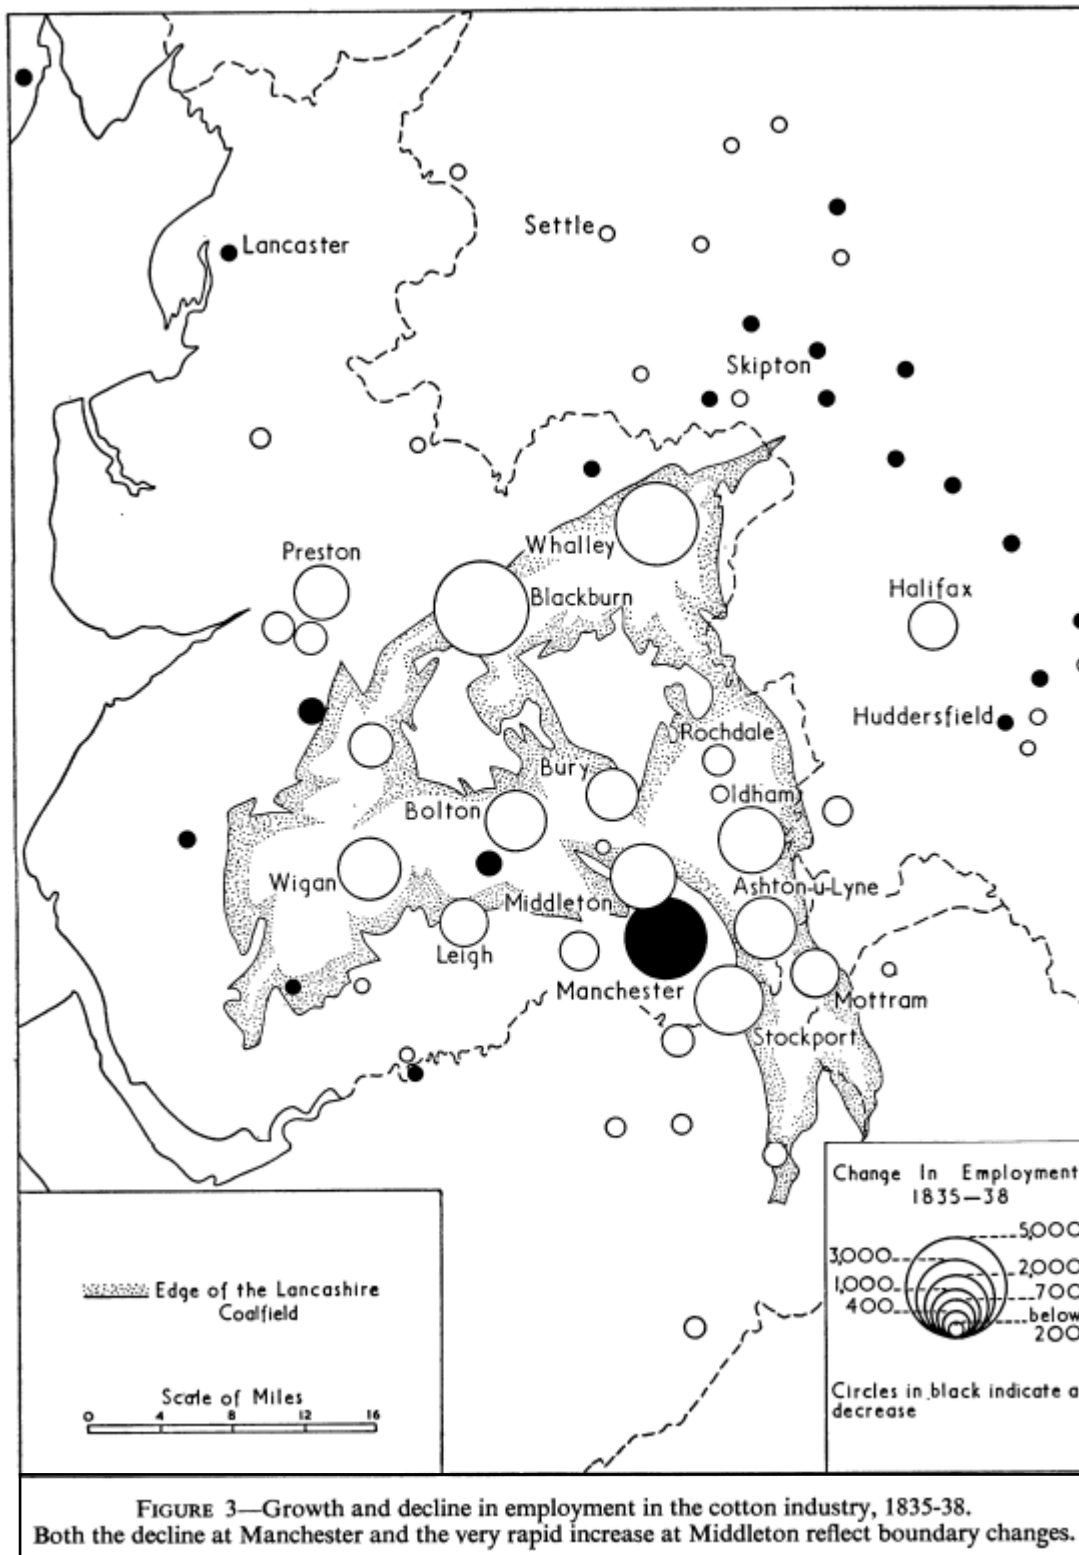 Settle
Lancaster
Skipton
Whalley
Preston
Blackburn
Halifax
Huddersfield
Rochdale
Bury
Oldham
Bolton
Wigan
Middleton
Ashton-u-Lyne
Leigh
Manchester
Mottram
Stockport
Edge of the Lancashire
Coalfield
Scale of Miles
0 4 8 12 16
Change In Employment
1835–38
5,000
3,000
2,000
1,000
700
400
below
200
Circles in black indicate a
decrease
FIGURE 3—Growth and decline in employment in the cotton industry, 1835-38.
Both the decline at Manchester and the very rapid increase at Middleton reflect boundary changes.